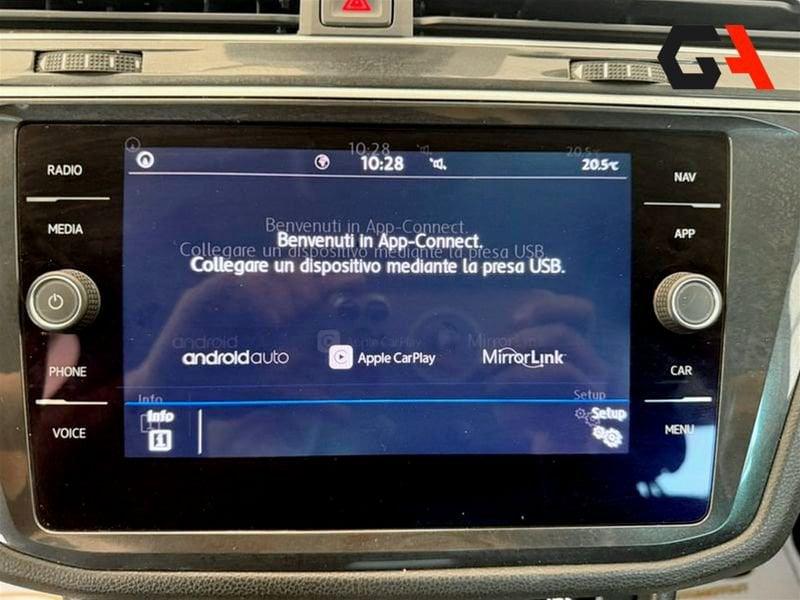 GA
RADIO
MEDIA
PHONE
VOICE
NAV
APP
CAR
MENU
10:28
20.5°C
Benvenuti in App-Connect.
Collegare un dispositivo mediante la presa USB.
androidauto
Apple CarPlay
MirrorLink
Info
Setup